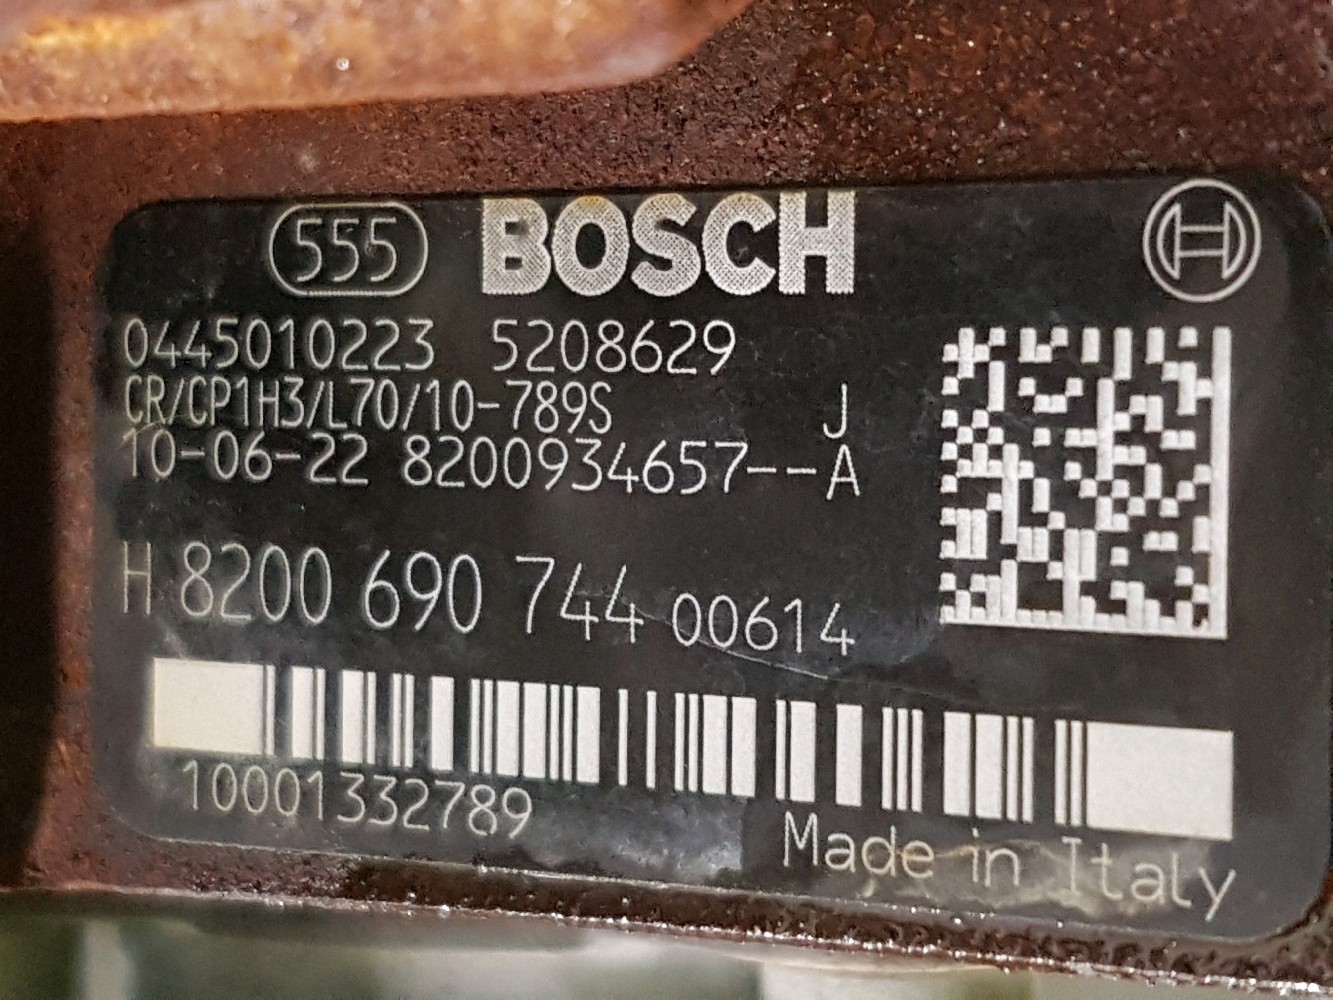 555 BOSCH
0445010223 5208629
CR/CP1H3/L70/10-789S J
10-06-22 8200934657--A
H 8200 690 744 00614
10001332789
Made in Italy